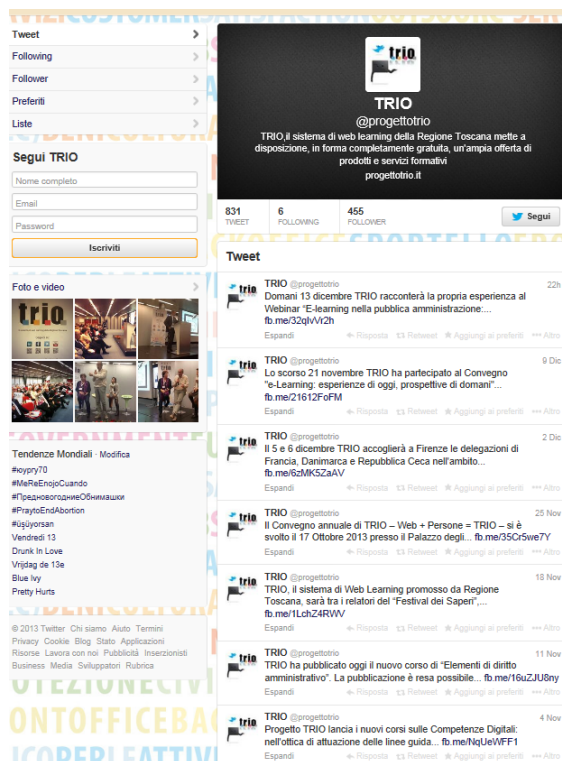 Tweet
Following
Follower
Preferiti
Liste
Segui TRIO
Nome completo
Email
Password
Iscriviti
Foto e video
trio
Tendenze Mondiali · Modifica
#юуpry70
#MeReEnojoCuando
#ПредновогодниеОбнимашки
#PraytoEndAbortion
#üşüyorsan
Vendredi 13
Drunk In Love
Vrijdag de 13e
Blue Ivy
Pretty Hurts
© 2013 Twitter Chi siamo Aiuto Termini
Privacy Cookie Blog Stato Applicazioni
Risorse Lavora con noi Pubblicità Inserzionisti
Business Media Sviluppatori Rubrica
trio
TRIO
@progettotrio
TRIO,il sistema di web learning della Regione Toscana mette a
disposizione, in forma completamente gratuita, un'ampia offerta di
prodotti e servizi formativi
progettotrio.it
831 6 455
TWEET FOLLOWING FOLLOWER
Segui
Tweet
TRIO @progettotrio 22h
Domani 13 dicembre TRIO racconterà la propria esperienza al
Webinar “E-learning nella pubblica amministrazione:...
fb.me/32qIvVr2h
Espandi Risposta Retweet Aggiungi ai preferiti Altro
TRIO @progettotrio 9 Dic
Lo scorso 21 novembre TRIO ha partecipato al Convegno
"e-Learning: esperienze di oggi, prospettive di domani"...
fb.me/21612FoFM
Espandi Risposta Retweet Aggiungi ai preferiti Altro
TRIO @progettotrio 2 Dic
Il 5 e 6 dicembre TRIO accoglierà a Firenze le delegazioni di
Francia, Danimarca e Repubblica Ceca nell'ambito...
fb.me/6zMK5ZaAV
Espandi Risposta Retweet Aggiungi ai preferiti Altro
TRIO @progettotrio 25 Nov
Il Convegno annuale di TRIO – Web + Persone = TRIO – si è
svolto il 17 Ottobre 2013 presso il Palazzo degli... fb.me/35Cr5we7Y
Espandi Risposta Retweet Aggiungi ai preferiti Altro
TRIO @progettotrio 18 Nov
TRIO, il sistema di Web Learning promosso da Regione
Toscana, sarà tra i relatori del “Festival dei Saperi”,...
fb.me/1LchZ4RWV
Espandi Risposta Retweet Aggiungi ai preferiti Altro
TRIO @progettotrio 11 Nov
TRIO ha pubblicato oggi il nuovo corso di “Elementi di diritto
amministrativo”. La pubblicazione è resa possibile... fb.me/16uZJU8ny
Espandi Risposta Retweet Aggiungi ai preferiti Altro
TRIO @progettotrio 4 Nov
Progetto TRIO lancia i nuovi corsi sulle Competenze Digitali:
nell'ottica di attuazione delle linee guida... fb.me/NqUeWFF1
Espandi Risposta Retweet Aggiungi ai preferiti Altro